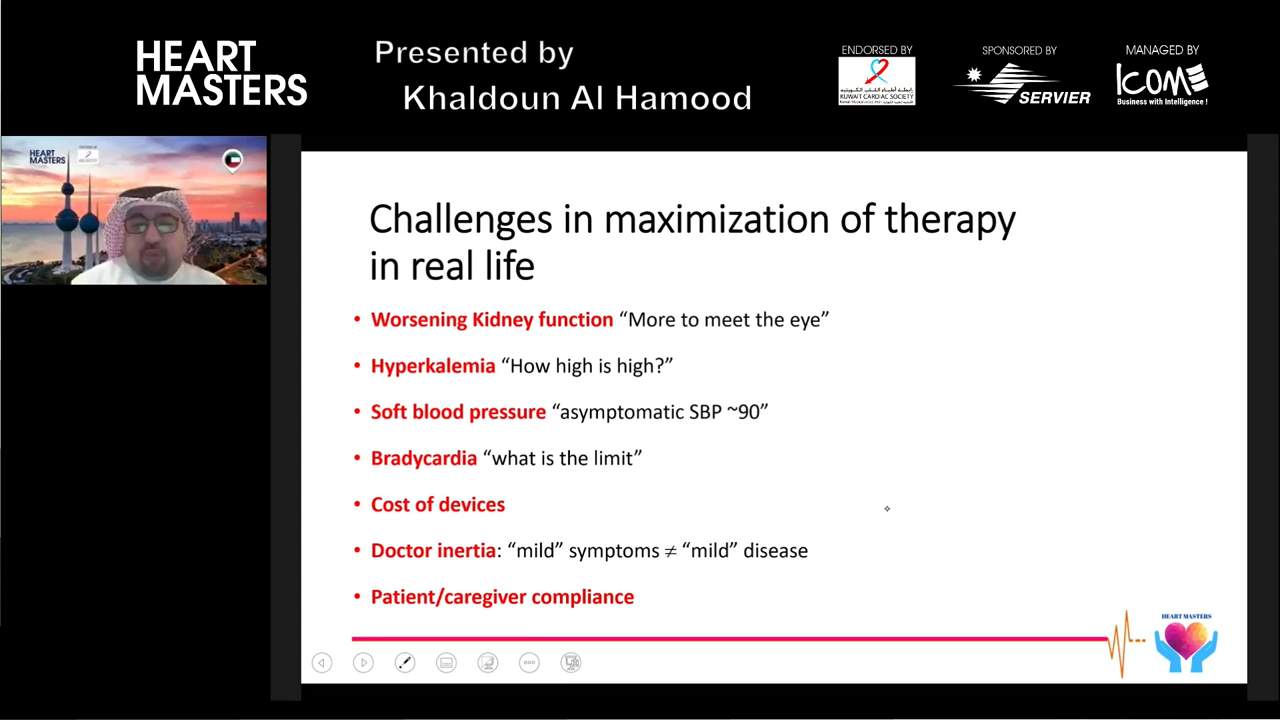 HEART
MASTERS
Presented by
Khaldoun Al Hamood
ENDORSED BY
KUWAIT CARDIAC SOCIETY
SPONSORED BY
SERVIER
MANAGED BY
ICOME
Business with Intelligence !
HEART
MASTERS
Challenges in maximization of therapy
in real life
• Worsening Kidney function “More to meet the eye”
• Hyperkalemia “How high is high?”
• Soft blood pressure “asymptomatic SBP ~90”
• Bradycardia “what is the limit”
• Cost of devices
• Doctor inertia: “mild” symptoms ≠ “mild” disease
• Patient/caregiver compliance
HEART MASTERS